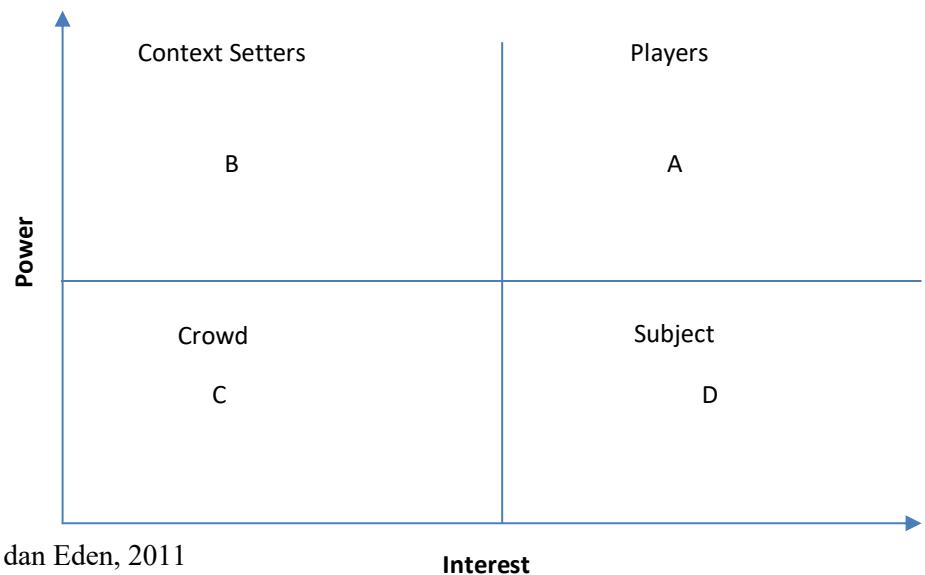 Context Setters
Players
B
A
Power
Crowd
Subject
C
D
dan Eden, 2011
Interest